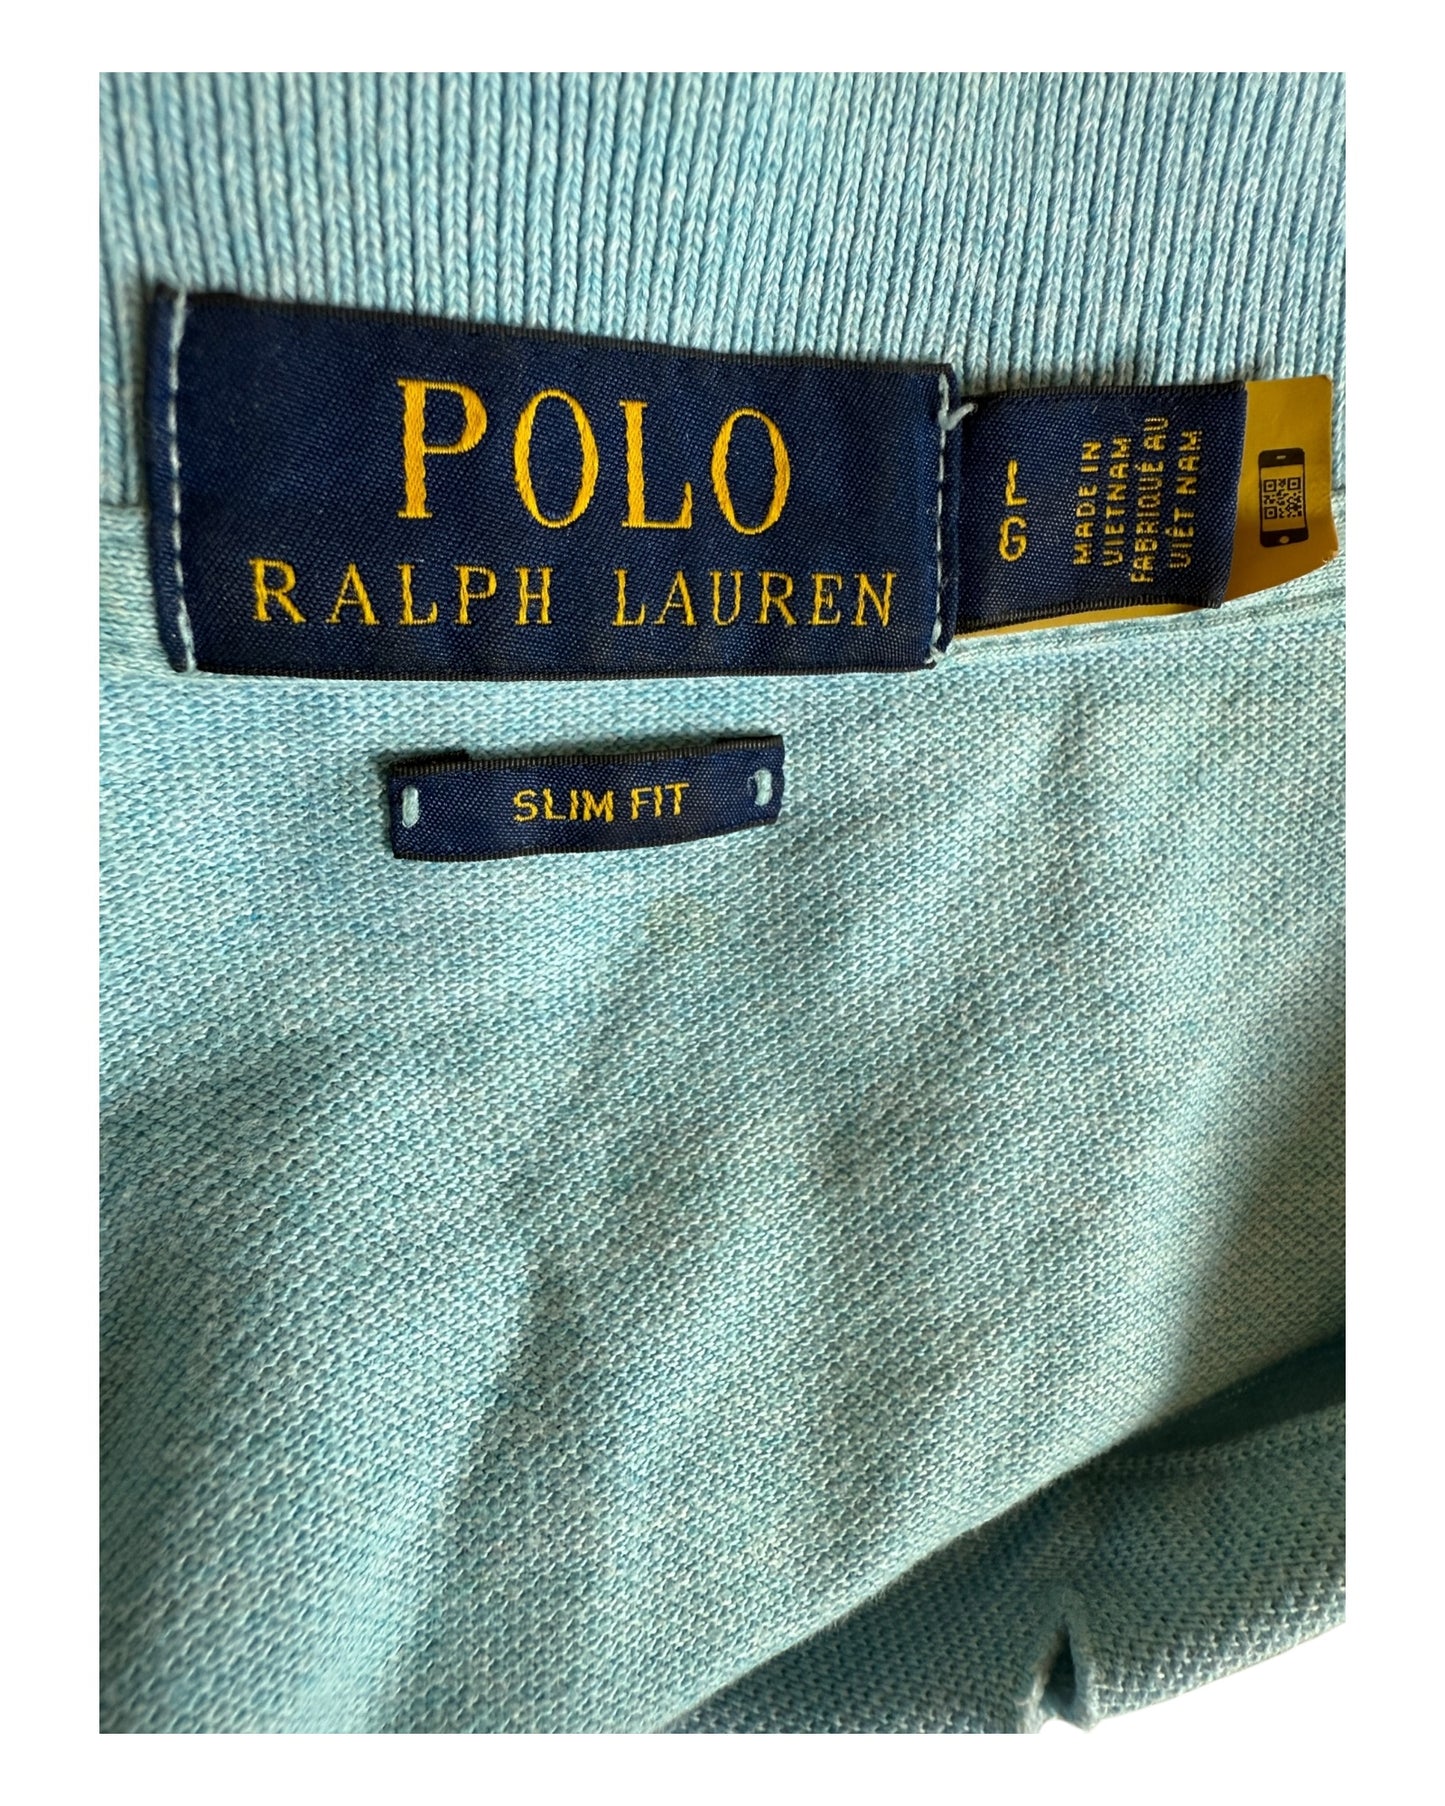 POLO
RALPH LAUREN
L
G
MADE IN
VIETNAM
FABRIQUÉ AU
VIÊT NAM
SLIM FIT